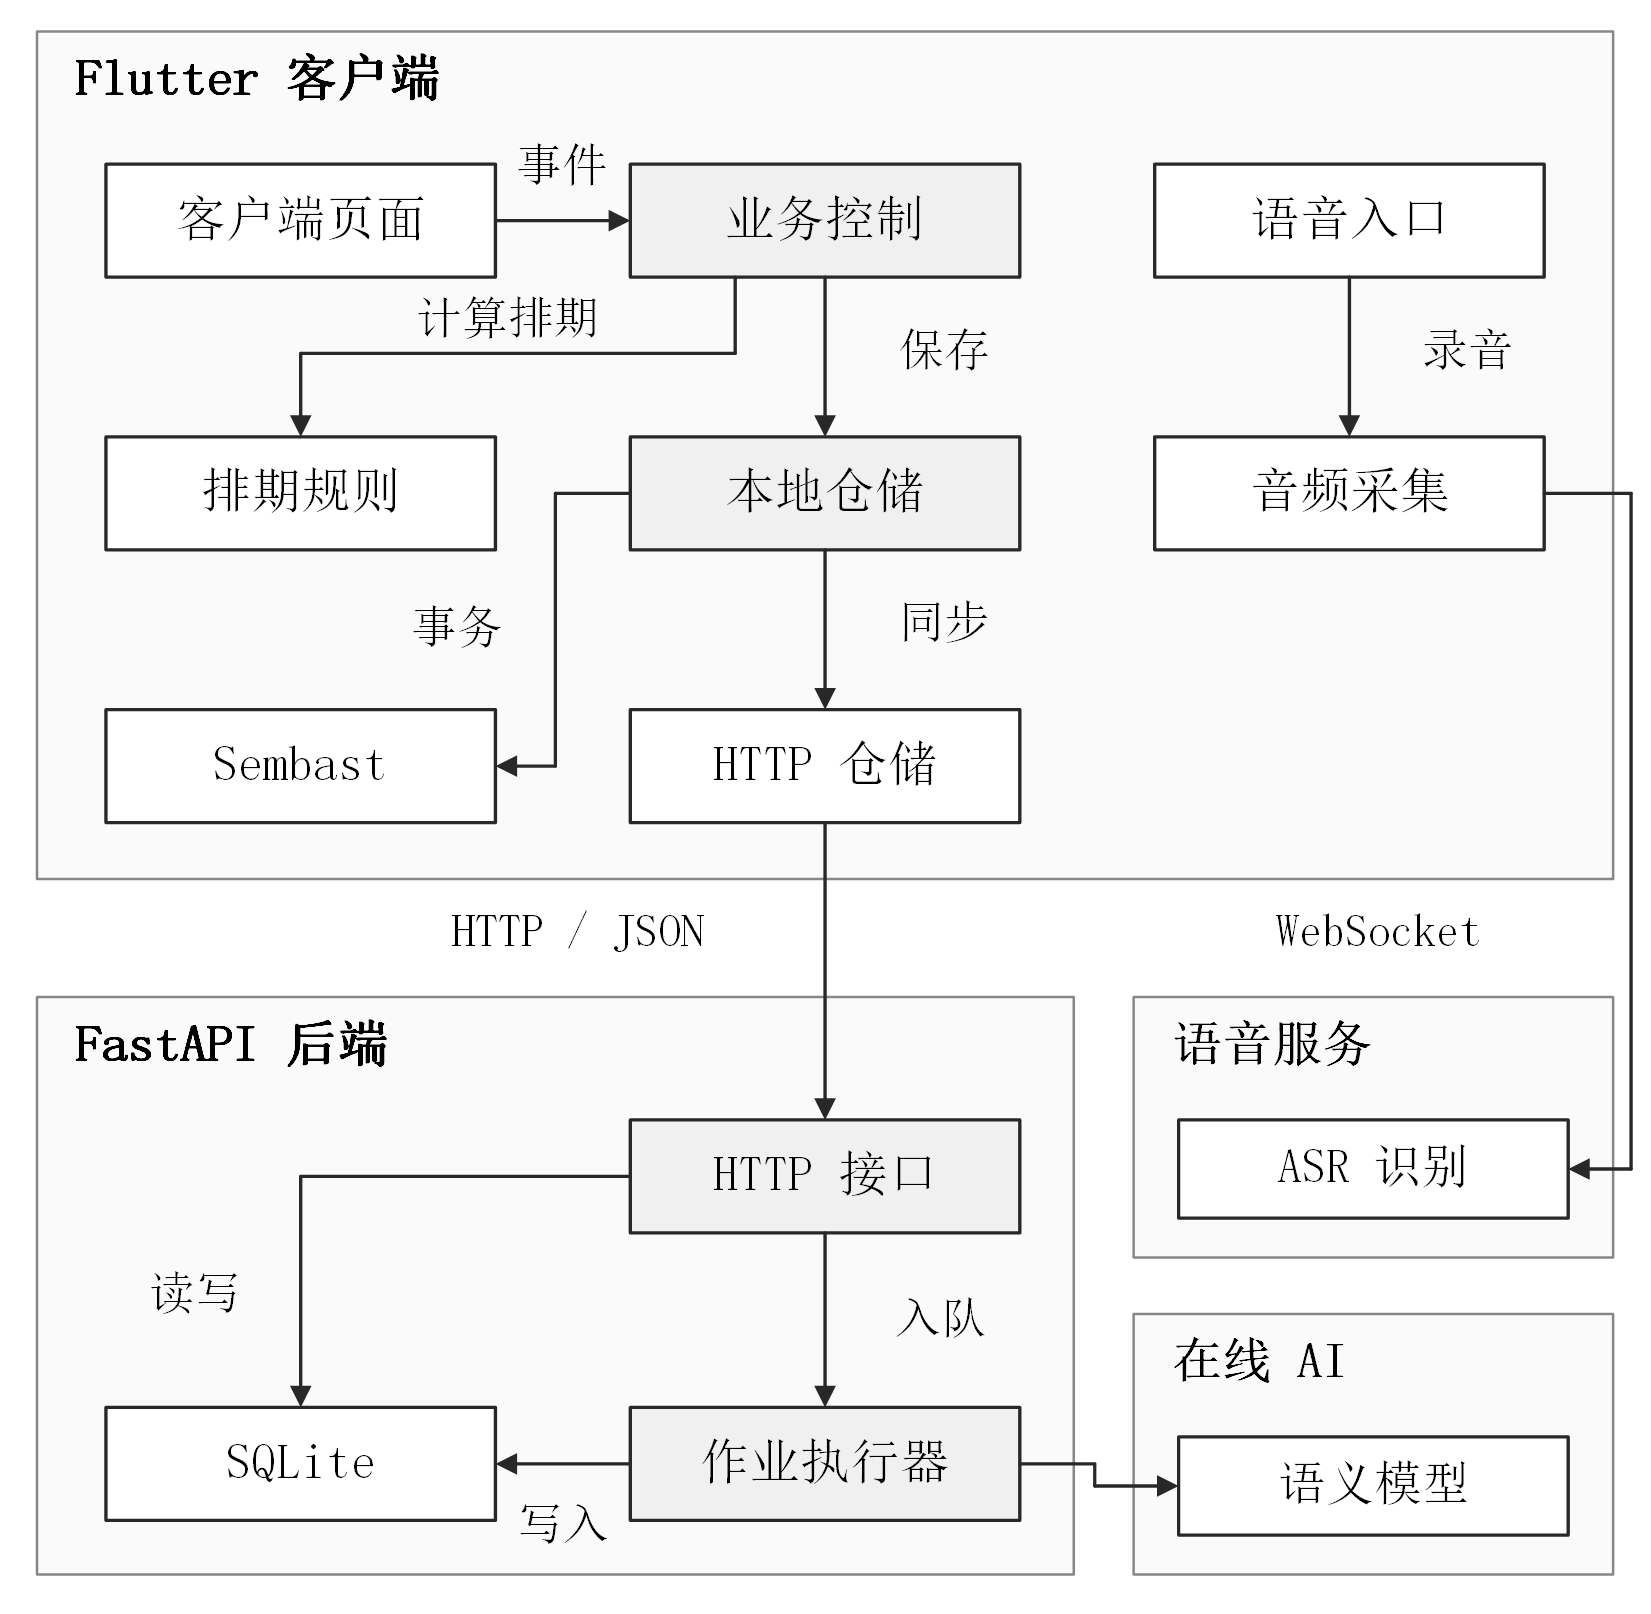 Flutter 客户端
事件
客户端页面
业务控制
语音入口
计算排期
保存
录音
排期规则
本地仓储
音频采集
事务
同步
Sembast
HTTP 仓储
HTTP / JSON
WebSocket
FastAPI 后端
语音服务
HTTP 接口
ASR 识别
读写
入队
在线 AI
SQLite
作业执行器
语义模型
写入